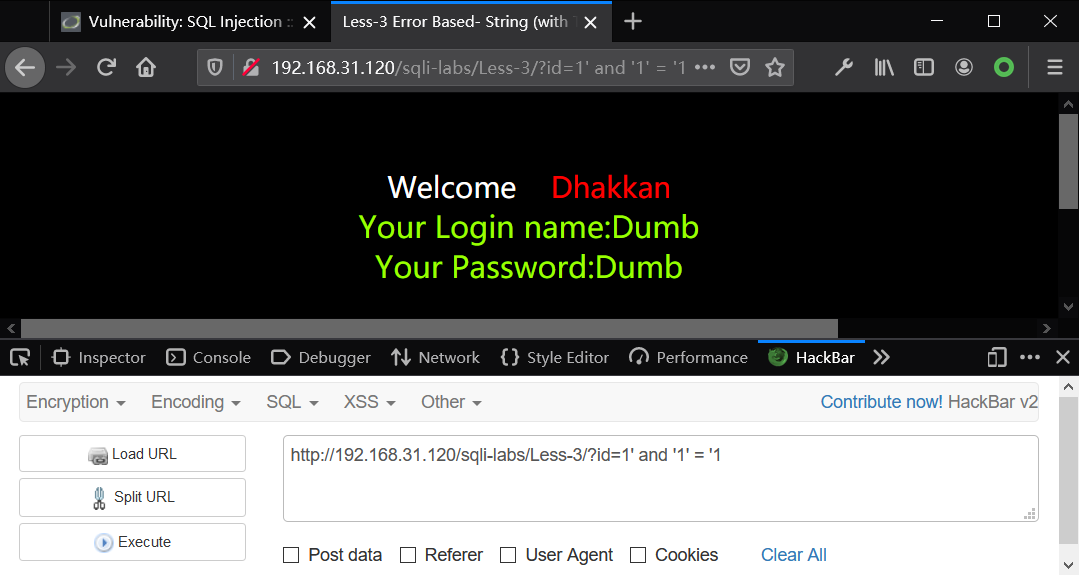 Vulnerability: SQL Injection ::
Less-3 Error Based- String (with T
192.168.31.120/sqli-labs/Less-3/?id=1' and '1' = '1
Welcome Dhakkan
Your Login name:Dumb
Your Password:Dumb
Inspector Console Debugger Network Style Editor Performance HackBar
Encryption Encoding SQL XSS Other Contribute now! HackBar v2
Load URL
http://192.168.31.120/sqli-labs/Less-3/?id=1' and '1' = '1
Split URL
Execute
Post data Referer User Agent Cookies Clear All